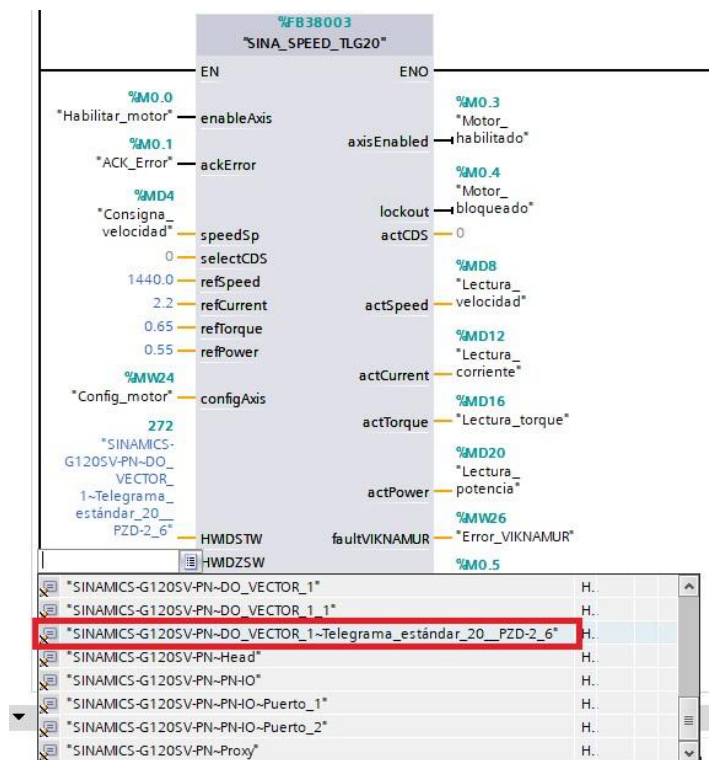 %FB38003
"SINA_SPEED_TLG20"
EN ENO
%M0.0
"Habilitar_motor" enableAxis
%M0.1
"ACK_Error" ackError
%MD4
"Consigna_
velocidad" speedSp
0 selectCDS
1440.0 refSpeed
2.2 refCurrent
0.65 refTorque
0.55 refPower
%MW24
"Config_motor" configAxis
272
"SINAMICS-
G120SV-PN~DO_
VECTOR_
1~Telegrama_
estándar_20__
PZD-2_6" HWIDSTW
HWIDZSW
%M0.3
"Motor_
axisEnabled habilitado"
%M0.4
"Motor_
lockout bloqueado"
actCDS 0
%MD8
"Lectura_
actSpeed velocidad"
%MD12
"Lectura_
actCurrent corriente"
%MD16
actTorque "Lectura_torque"
%MD20
"Lectura_
actPower potencia"
%MW26
faultVIKNAMUR "Error_VIKNAMUR"
%M0.5
"SINAMICS-G120SV-PN~DO_VECTOR_1" H..
"SINAMICS-G120SV-PN~DO_VECTOR_1_1" H..
"SINAMICS-G120SV-PN~DO_VECTOR_1~Telegrama_estándar_20__PZD-2_6" H..
"SINAMICS-G120SV-PN~Head" H..
"SINAMICS-G120SV-PN~PN-IO" H..
"SINAMICS-G120SV-PN~PN-IO~Puerto_1" H..
"SINAMICS-G120SV-PN~PN-IO~Puerto_2" H..
"SINAMICS-G120SV-PN~Proxy" H..